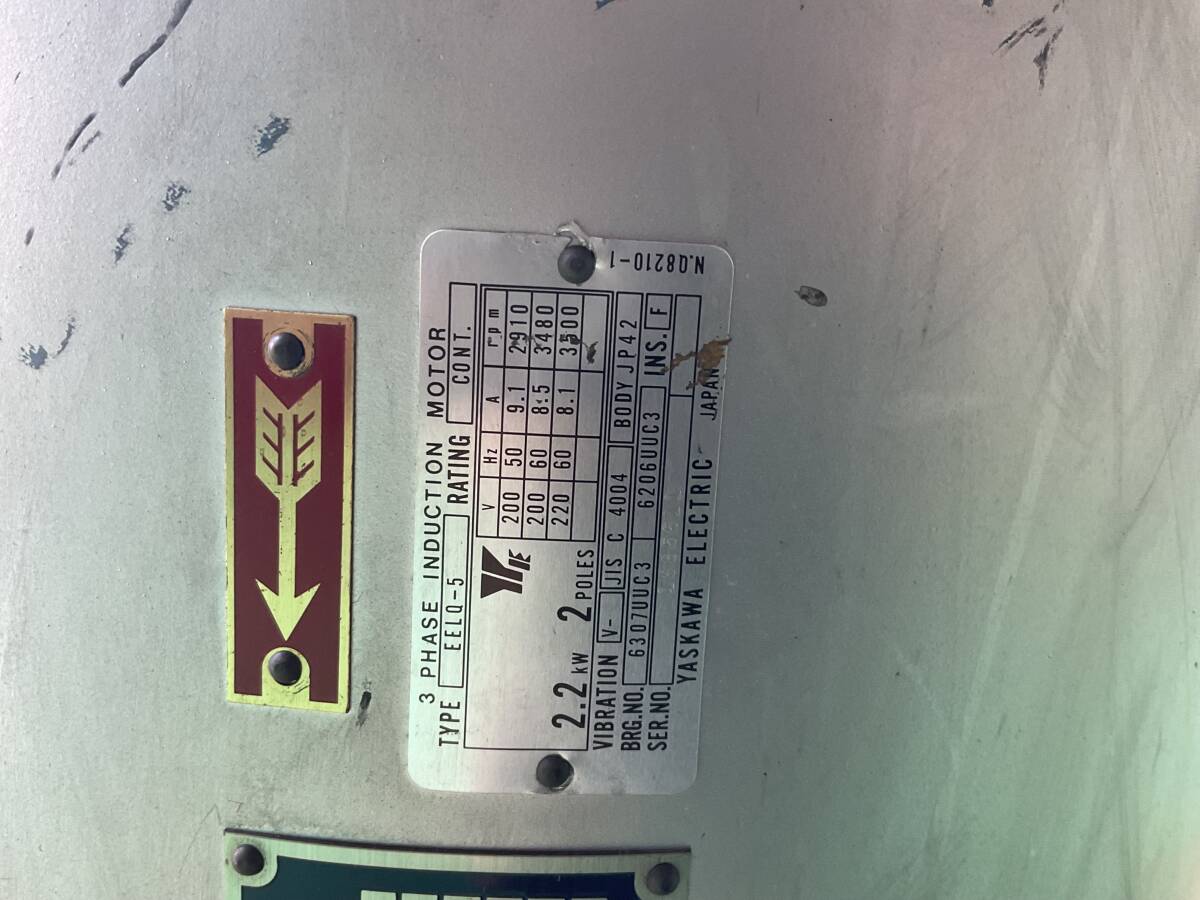 3 PHASE INDUCTION MOTOR
TYPE EELQ-5 RATING CONT.
V Hz A rpm
200 50 9.1 2910
200 60 8.5 3480
220 60 8.1 3500
2.2 kW 2 POLES
VIBRATION V- JIS C 4004 BODY JP42
BRG.NO. 6307UUC3 6206UUC3 INS. F
SER.NO.
YASKAWA ELECTRIC JAPAN
N.Q8210-1